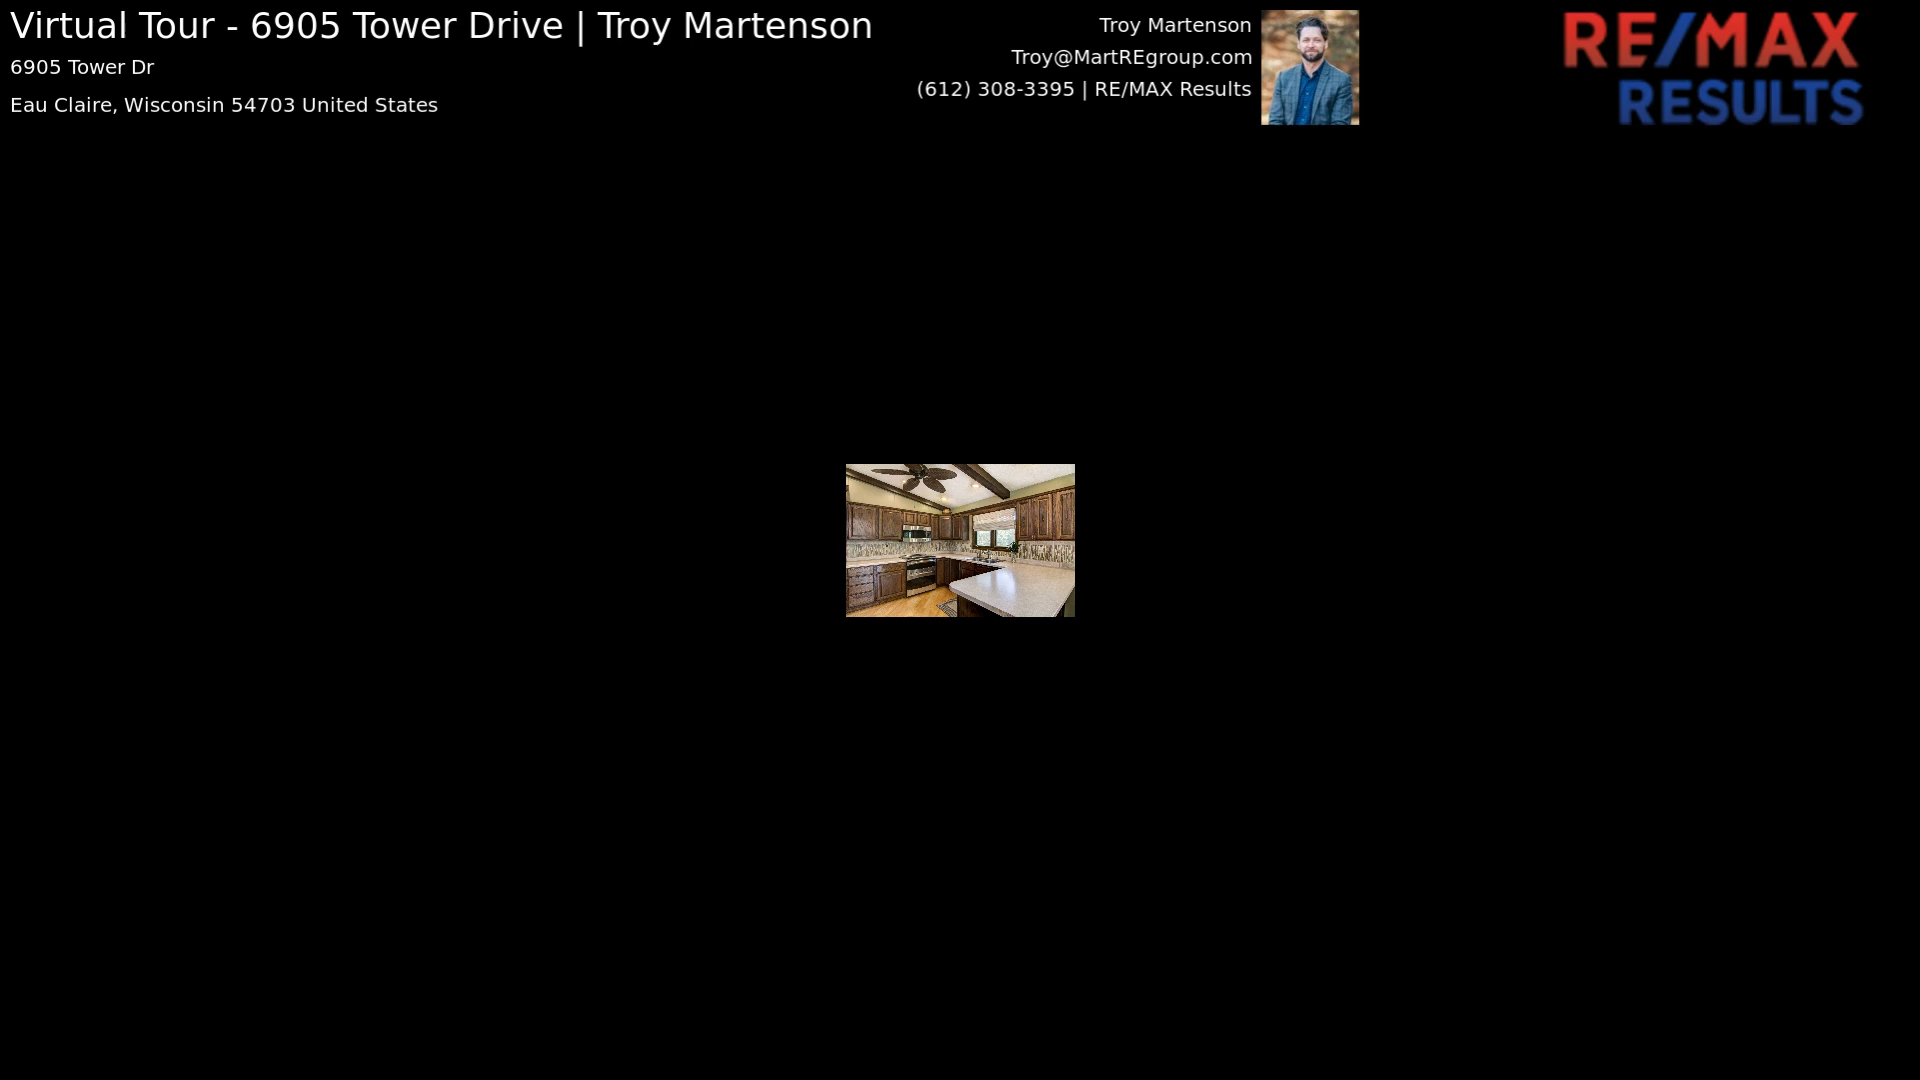 Virtual Tour - 6905 Tower Drive | Troy Martenson
6905 Tower Dr
Eau Claire, Wisconsin 54703 United States
Troy Martenson
Troy@MartREgroup.com
(612) 308-3395 | RE/MAX Results
RE/MAX
RESULTS